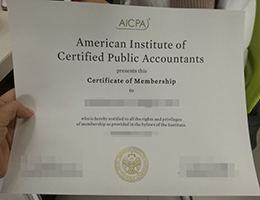 AICPA
American Institute of
Certified Public Accountants
presents this
Certificate of Membership
to
who is hereby entitled to all the rights and privileges
of membership as provided in the bylaws of the Institute.